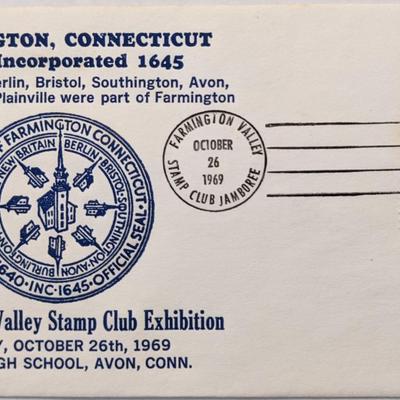 GTON, CONNECTICUT
Incorporated 1645
erlin, Bristol, Southington, Avon,
Plainville were part of Farmington
F FARMINGTON CONNECTICUT · OFFICIAL SEAL
NEW BRITAIN · BERLIN · BRISTOL · SOUTHINGTON · AVON · BURLINGTON
1640 · INC · 1645
FARMINGTON VALLEY
OCTOBER
26
1969
STAMP CLUB JAMBOREE
Valley Stamp Club Exhibition
Y, OCTOBER 26th, 1969
GH SCHOOL, AVON, CONN.